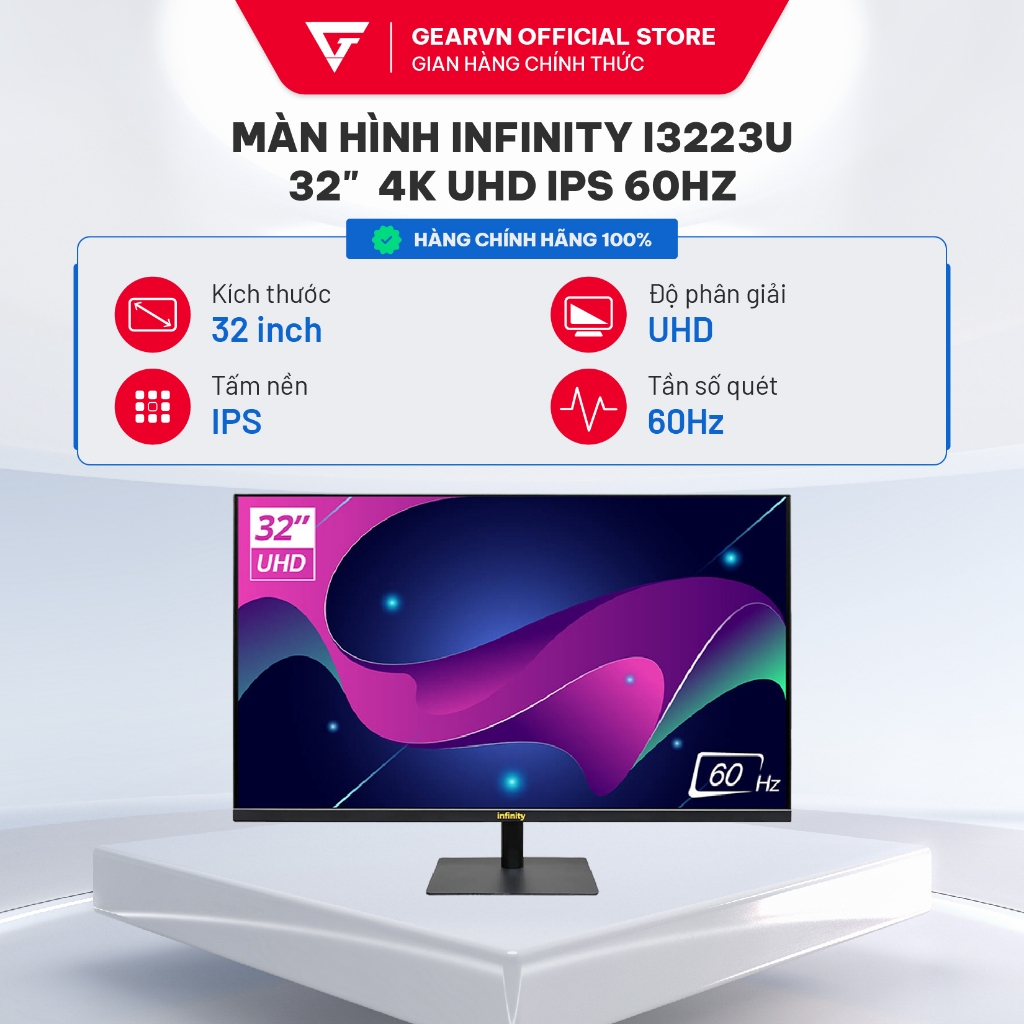 GEARVN OFFICIAL STORE
GIAN HÀNG CHÍNH THỨC
MÀN HÌNH INFINITY I3223U
32" 4K UHD IPS 60HZ
HÀNG CHÍNH HÃNG 100%
Kích thước
32 inch
Độ phân giải
UHD
Tấm nền
IPS
Tần số quét
60Hz
32"
UHD
60 Hz
infinity